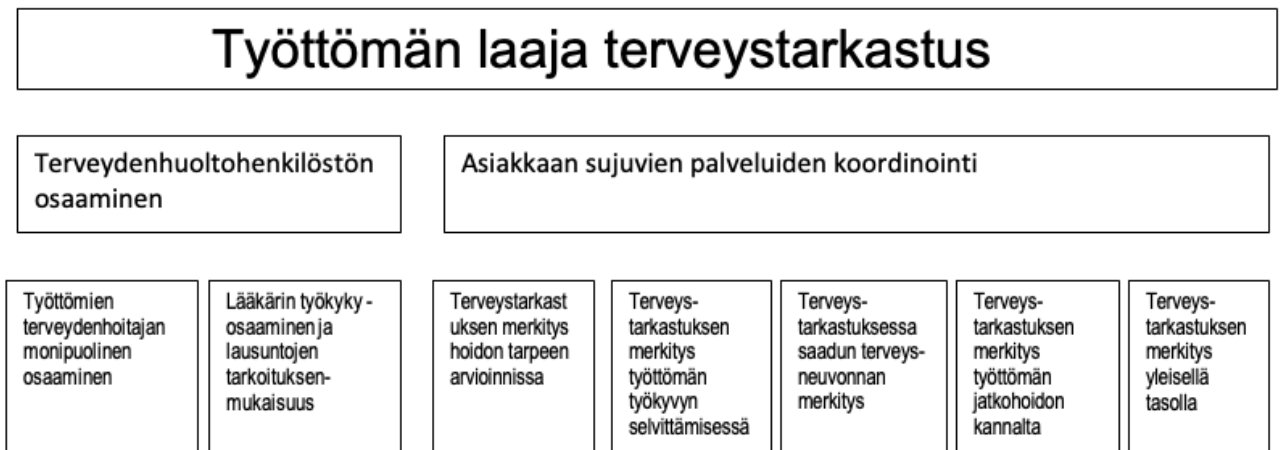 Työttömän laaja terveystarkastus
Terveydenhuoltohenkilöstön
osaaminen
Asiakkaan sujuvien palveluiden koordinointi
Työttömien
terveydenhoitajan
monipuolinen
osaaminen
Lääkärin työkyky -
osaaminen ja
lausuntojen
tarkoituksen-
mukaisuus
Terveystarkast
uksen merkitys
hoidon tarpeen
arvioinnissa
Terveys-
tarkastuksen
merkitys
työttömän
työkyvyn
selvittämisessä
Terveys-
tarkastuksessa
saadun terveys-
neuvonnan
merkitys
Terveys-
tarkastuksen
merkitys
työttömän
jatkohoidon
kannalta
Terveys-
tarkastuksen
merkitys
yleisellä
tasolla